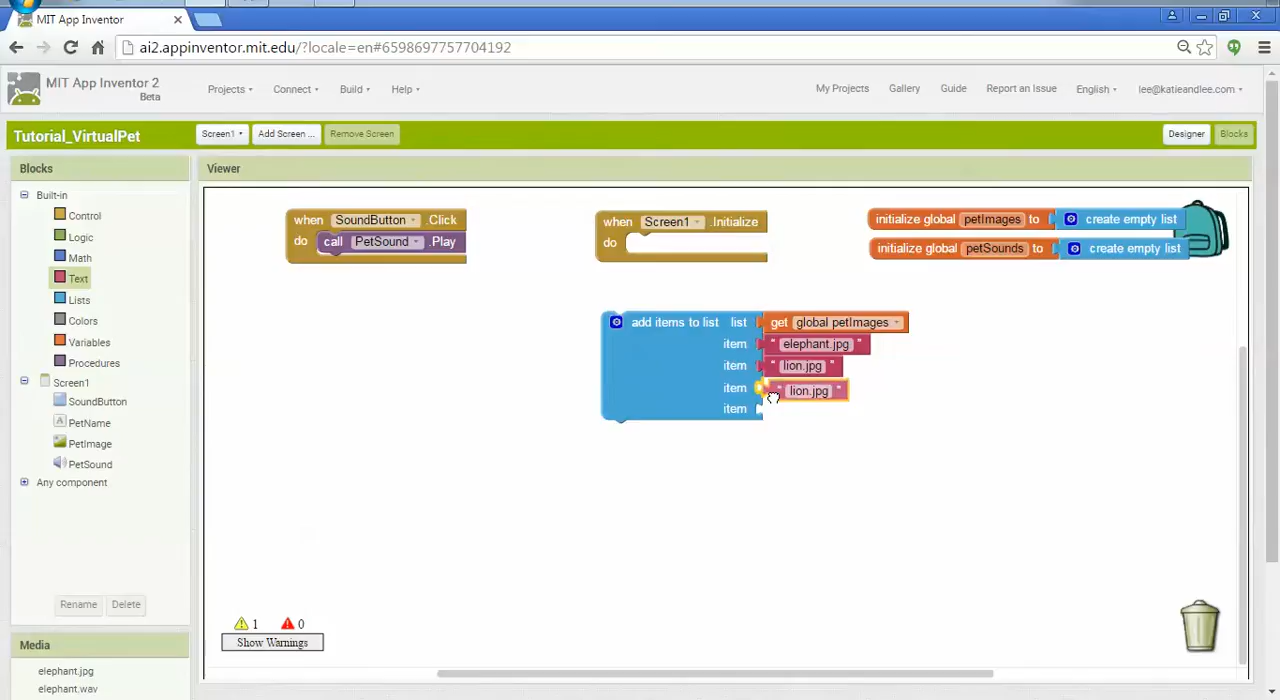 MIT App Inventor
ai2.appinventor.mit.edu/?locale=en#6598697757704192
MIT App Inventor 2
Beta
Projects
Connect
Build
Help
My Projects
Gallery
Guide
Report an Issue
English
lee@katieandlee.com
Tutorial_VirtualPet
Screen1
Add Screen ...
Remove Screen
Designer
Blocks
Blocks
Viewer
Built-in
Control
Logic
Math
Text
Lists
Colors
Variables
Procedures
Screen1
SoundButton
PetName
PetImage
PetSound
Any component
Rename
Delete
Media
elephant.jpg
elephant.wav
when SoundButton .Click
do call PetSound .Play
when Screen1 .Initialize
do
initialize global petImages to create empty list
initialize global petSounds to create empty list
add items to list list get global petImages
item " elephant.jpg "
item " lion.jpg "
item " lion.jpg "
item
1 0
Show Warnings